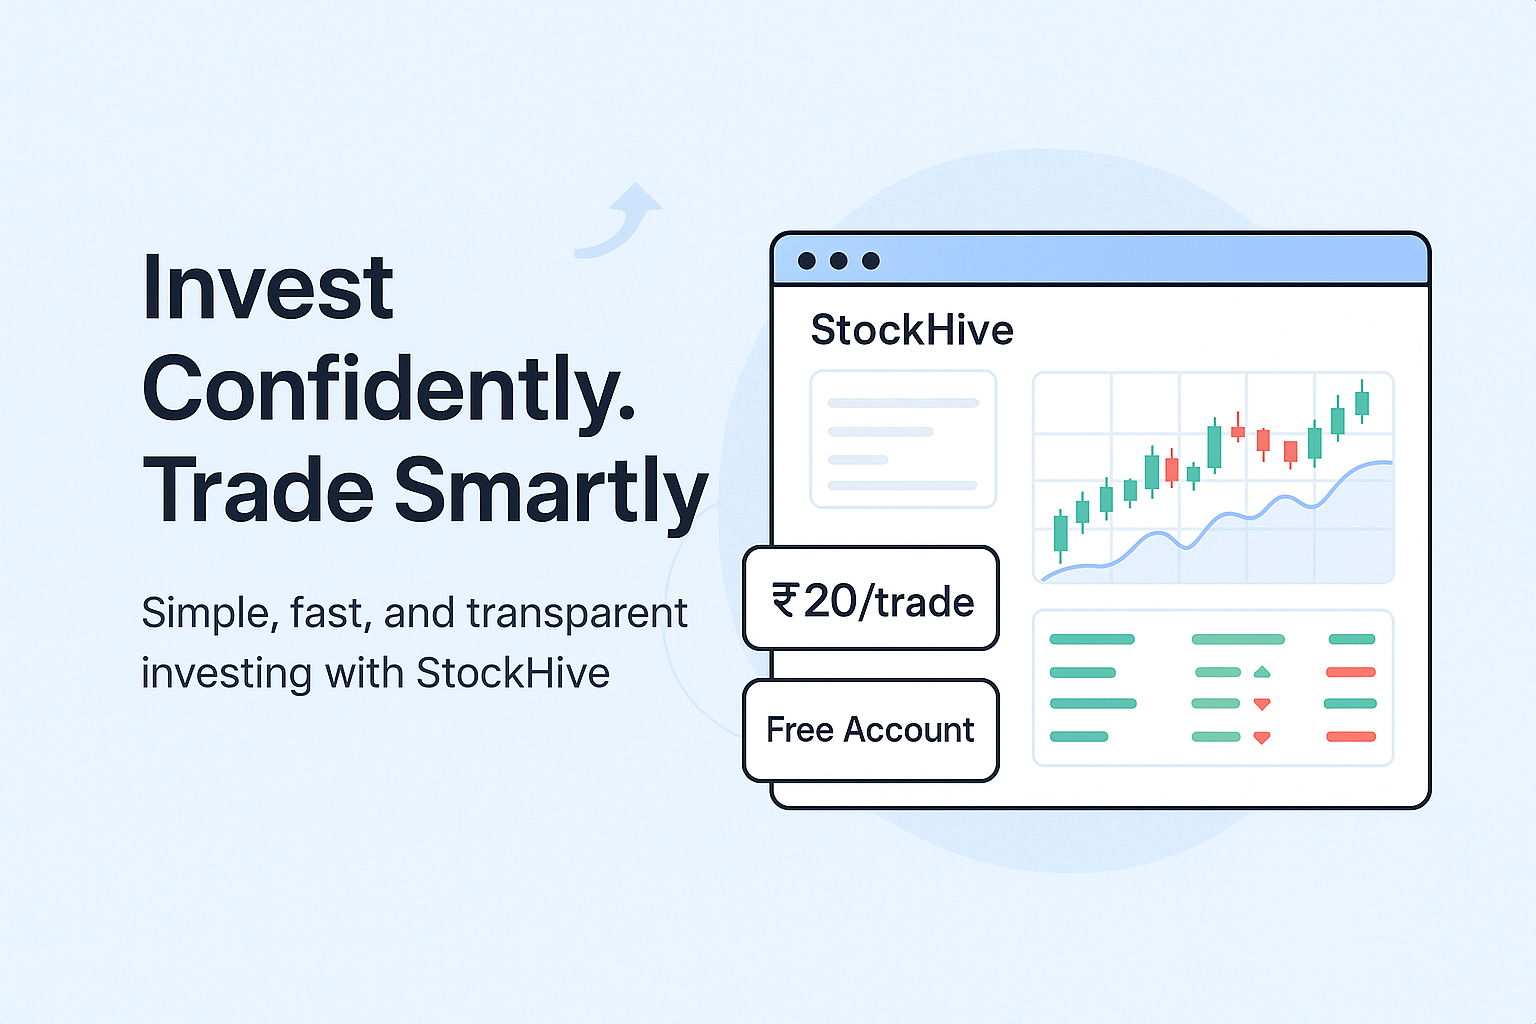 Invest
Confidently.
Trade Smartly
Simple, fast, and transparent
investing with StockHive
StockHive
₹20/trade
Free Account